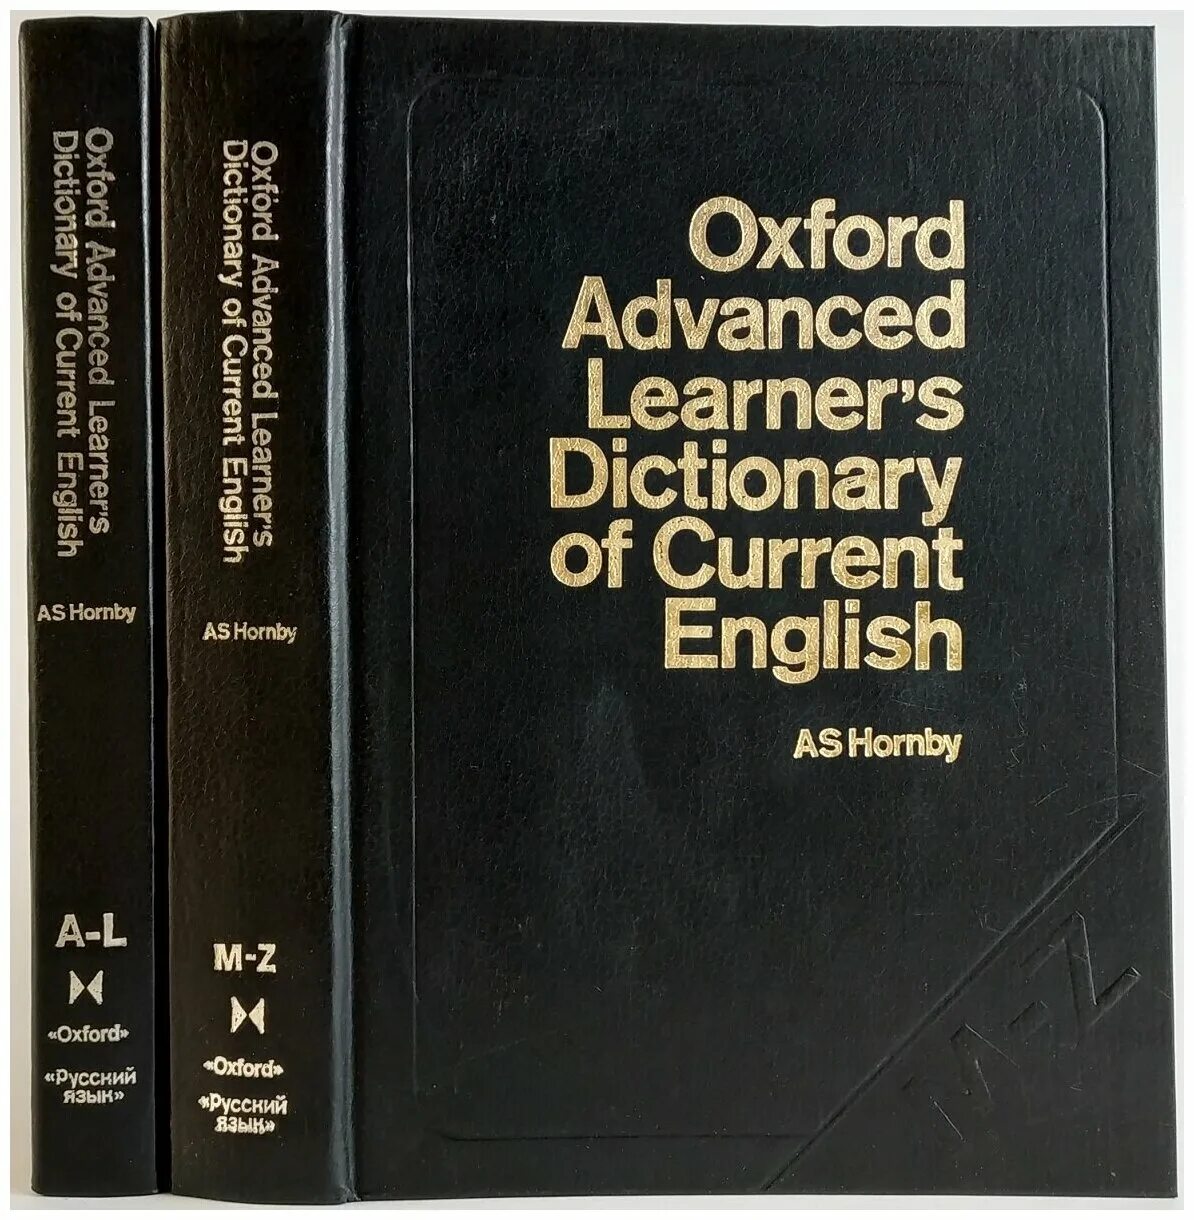 Oxford Advanced Learner's
Dictionary of Current English
AS Hornby
A-L
«Oxford»
«Русский
язык»
Oxford Advanced Learner's
Dictionary of Current English
AS Hornby
M-Z
«Oxford»
«Русский
язык»
Oxford
Advanced
Learner's
Dictionary
of Current
English
AS Hornby
M-Z